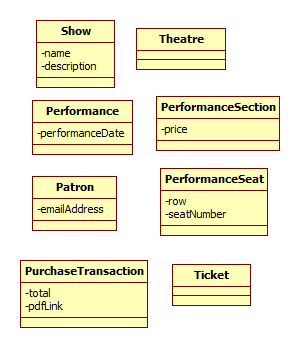 Show
-name
-description
Theatre
Performance
-performanceDate
PerformanceSection
-price
Patron
-emailAddress
PerformanceSeat
-row
-seatNumber
PurchaseTransaction
-total
-pdfLink
Ticket